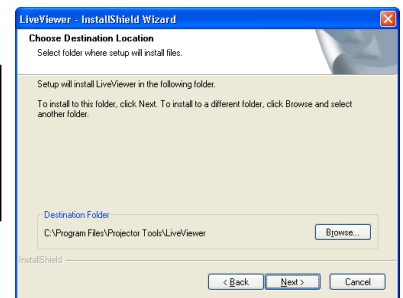 LiveViewer - InstallShield Wizard
Choose Destination Location
Select folder where setup will install files.
Setup will install LiveViewer in the following folder.
To install to this folder, click Next. To install to a different folder, click Browse and select
another folder.
Destination Folder
C:\Program Files\Projector Tools\LiveViewer
Browse...
InstallShield
< Back
Next >
Cancel